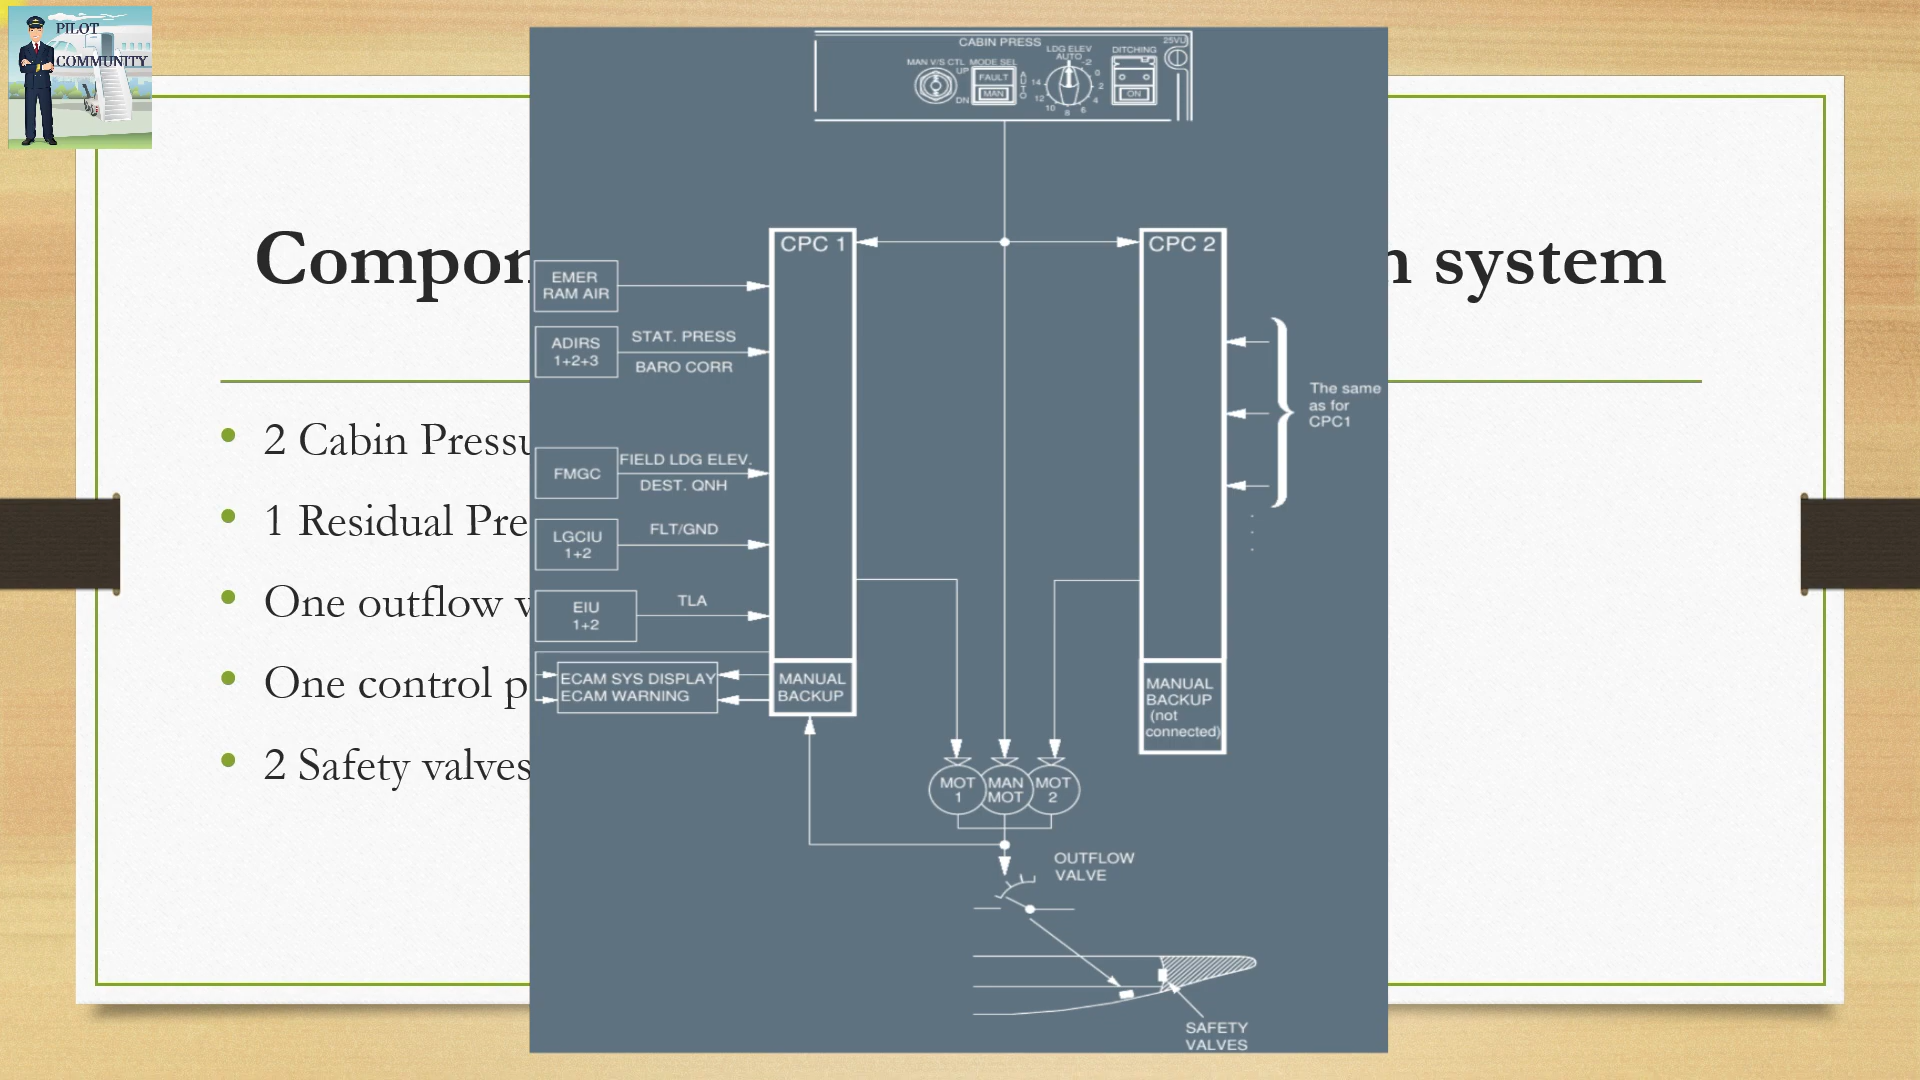 PILOT
COMMUNITY
CABIN PRESS
25VU
MAN V/S CTL
UP
DN
MODE SEL
FAULT
MAN
AUTO
LDG ELEV
AUTO
-2
0
2
4
6
8
10
12
14
DITCHING
ON
Compon
n system
2 Cabin Pressu
1 Residual Pre
One outflow v
One control p
2 Safety valves
CPC 1
CPC 2
EMER
RAM AIR
ADIRS
1+2+3
STAT. PRESS
BARO CORR
FMGC
FIELD LDG ELEV.
DEST. QNH
LGCIU
1+2
FLT/GND
EIU
1+2
TLA
ECAM SYS DISPLAY
ECAM WARNING
MANUAL
BACKUP
The same
as for
CPC1
MANUAL
BACKUP
(not
connected)
MOT
1
MAN
MOT
MOT
2
OUTFLOW
VALVE
SAFETY
VALVES